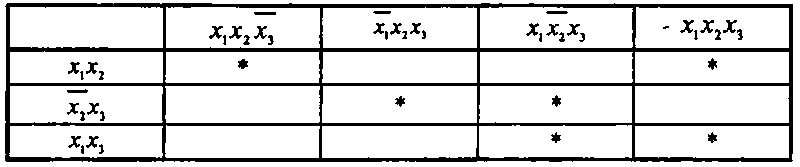 x₁x₂x̅₃ x̅₁x₂x₃ x₁x̅₂x₃ - x₁x₂x₃
x₁x₂ * *
x̅₂x₃ * *
x₁x₃ * *